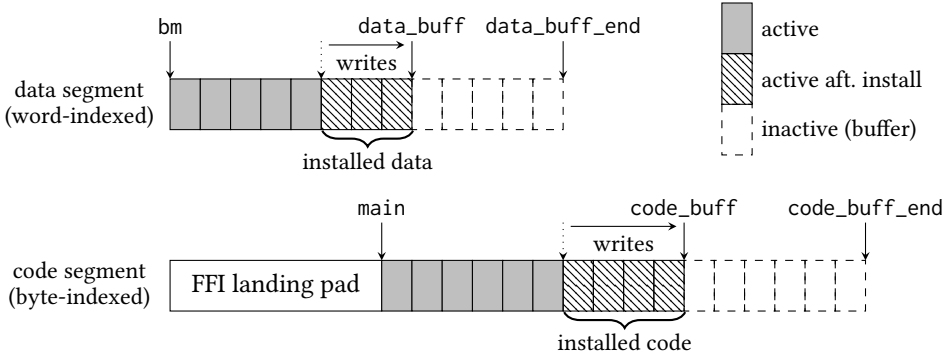 bm
data_buff
data_buff_end
writes
data segment
(word-indexed)
installed data
active
active aft. install
inactive (buffer)
main
code_buff
code_buff_end
writes
code segment
(byte-indexed)
FFI landing pad
installed code